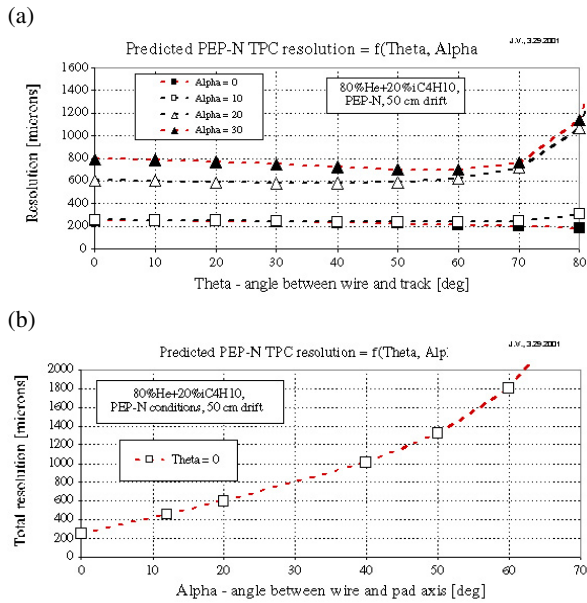 (a)
J.V., 3.29.2001
Predicted PEP-N TPC resolution = f(Theta, Alpha
1600
1400
1200
1000
800
600
400
200
0
Resolution [microns]
Alpha = 0
Alpha = 10
Alpha = 20
Alpha = 30
80%He+20%iC4H10,
PEP-N, 50 cm drift
0 10 20 30 40 50 60 70 80
Theta - angle between wire and track [deg]
(b)
J.V., 3.29.2001
Predicted PEP-N TPC resolution = f(Theta, Alp
2000
1800
1600
1400
1200
1000
800
600
400
200
0
Total resolution [microns]
80%He+20%iC4H10,
PEP-N conditions, 50 cm drift
Theta = 0
0 10 20 30 40 50 60 70
Alpha - angle between wire and pad axis [deg]